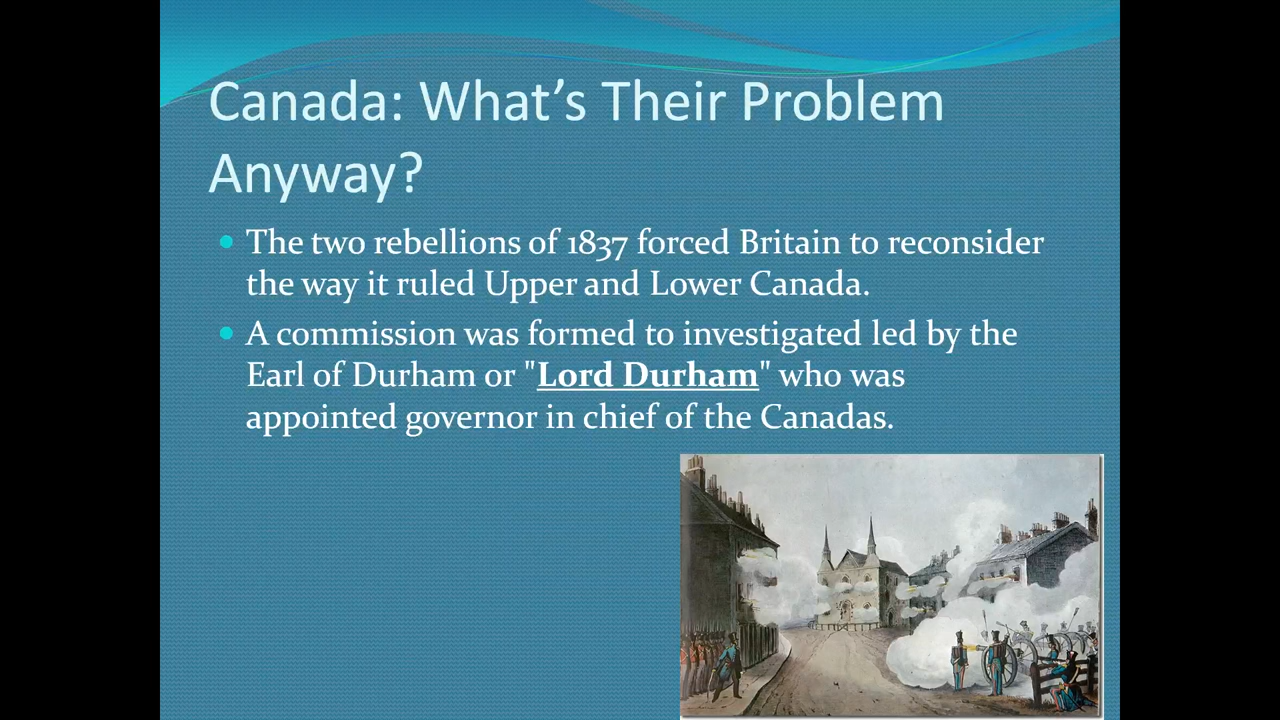 Canada: What’s Their Problem
Anyway?
The two rebellions of 1837 forced Britain to reconsider
the way it ruled Upper and Lower Canada.
A commission was formed to investigated led by the
Earl of Durham or "Lord Durham" who was
appointed governor in chief of the Canadas.